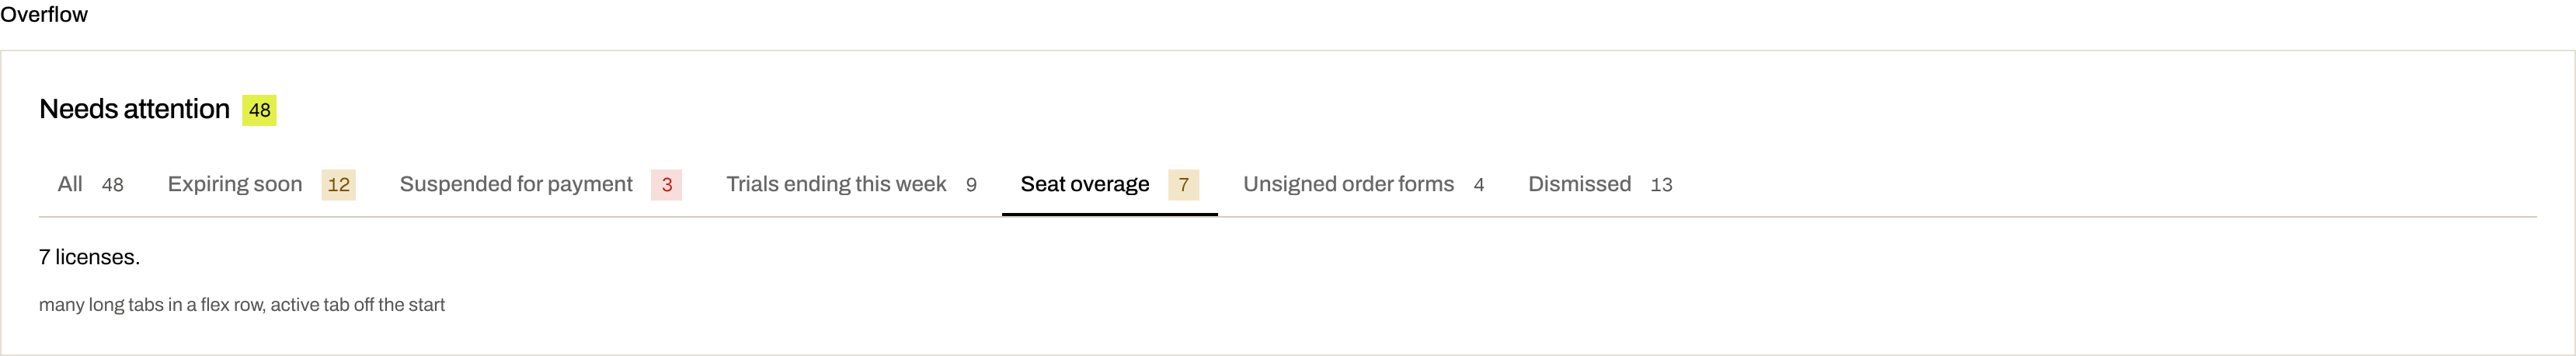 Overflow
Needs attention 48
All 48 Expiring soon 12 Suspended for payment 3 Trials ending this week 9 Seat overage 7 Unsigned order forms 4 Dismissed 13
7 licenses.
many long tabs in a flex row, active tab off the start